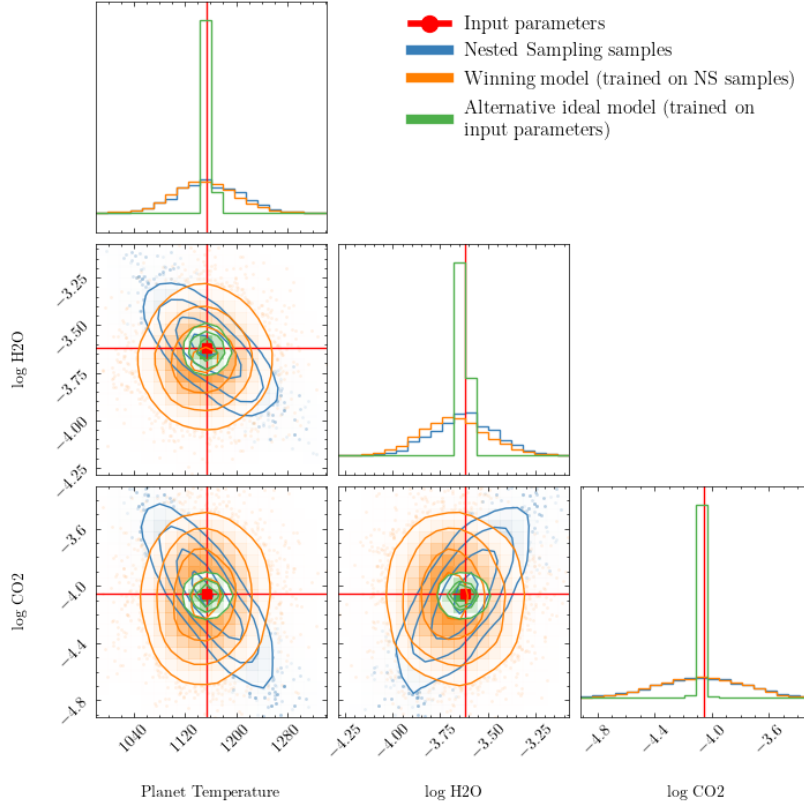 Input parameters
Nested Sampling samples
Winning model (trained on NS samples)
Alternative ideal model (trained on
input parameters)
log H2O
−3.25
−3.50
−3.75
−4.00
−4.25
log CO2
−3.6
−4.0
−4.4
−4.8
1040
1120
1200
1280
Planet Temperature
−4.25
−4.00
−3.75
−3.50
−3.25
log H2O
−4.8
−4.4
−4.0
−3.6
log CO2